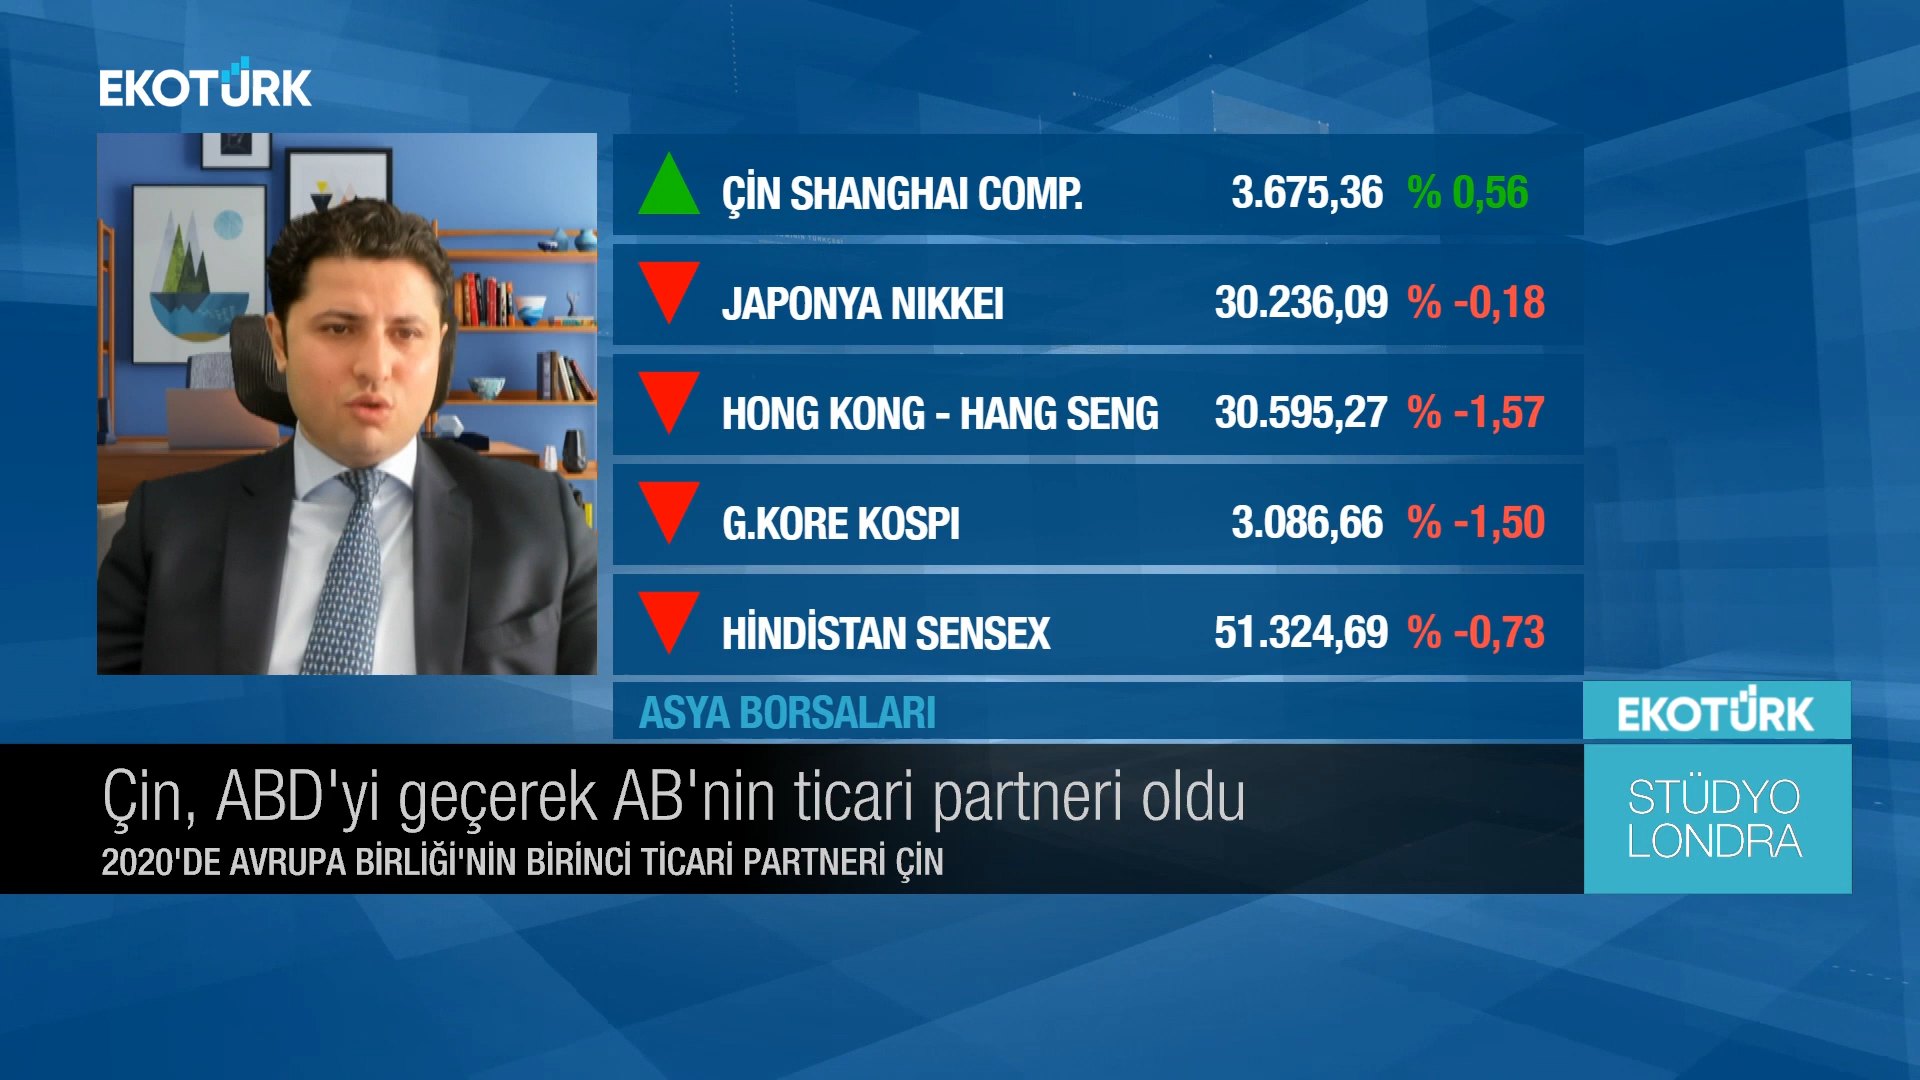 EKOTÜRK
ÇİN SHANGHAI COMP. 3.675,36 % 0,56
JAPONYA NIKKEI 30.236,09 % -0,18
HONG KONG - HANG SENG 30.595,27 % -1,57
G.KORE KOSPI 3.086,66 % -1,50
HİNDİSTAN SENSEX 51.324,69 % -0,73
ASYA BORSALARI
EKOTÜRK
Çin, ABD'yi geçerek AB'nin ticari partneri oldu
2020'DE AVRUPA BİRLİĞİ'NİN BİRİNCİ TİCARİ PARTNERİ ÇİN
STÜDYO
LONDRA